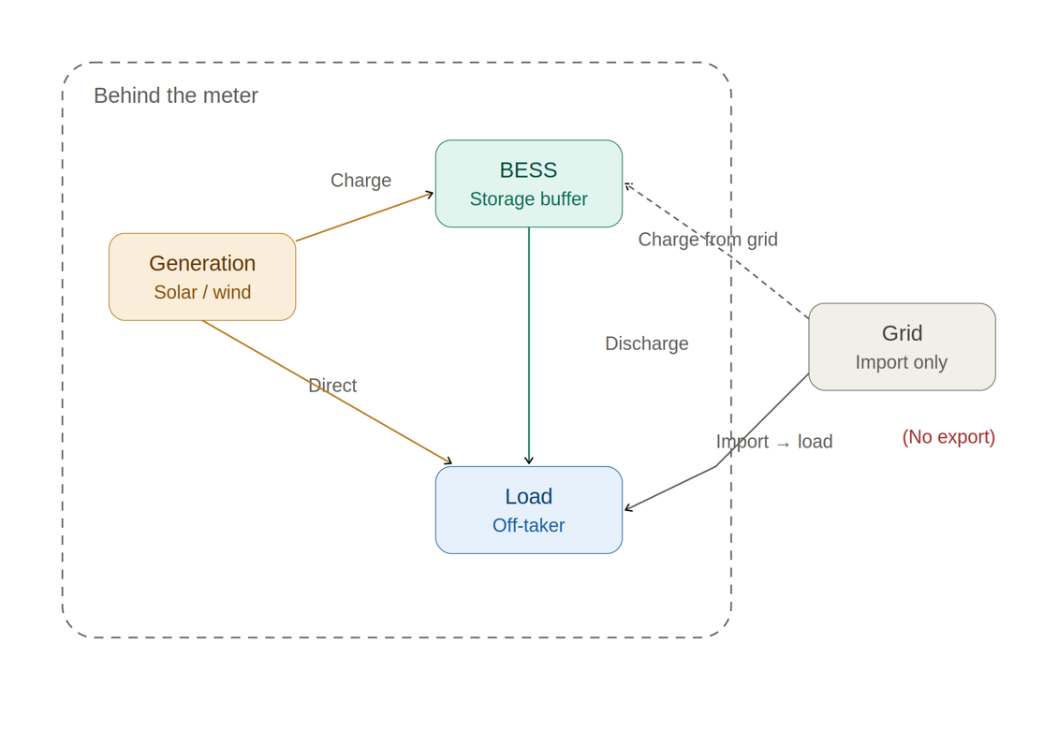 Behind the meter
BESS
Storage buffer
Charge
Charge from grid
Generation
Solar / wind
Grid
Import only
Discharge
Direct
Import → load
(No export)
Load
Off-taker